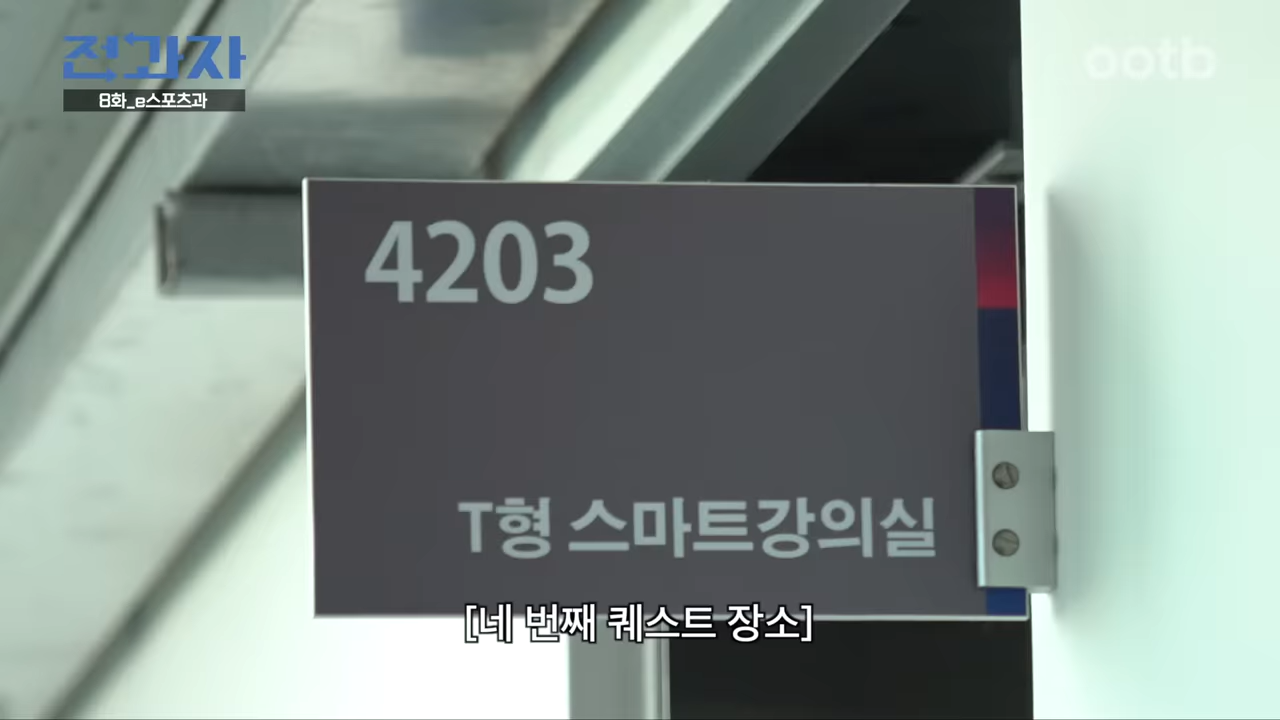 전과자
8화_e스포츠과
ootb
4203
T형 스마트강의실
[네 번째 퀘스트 장소]